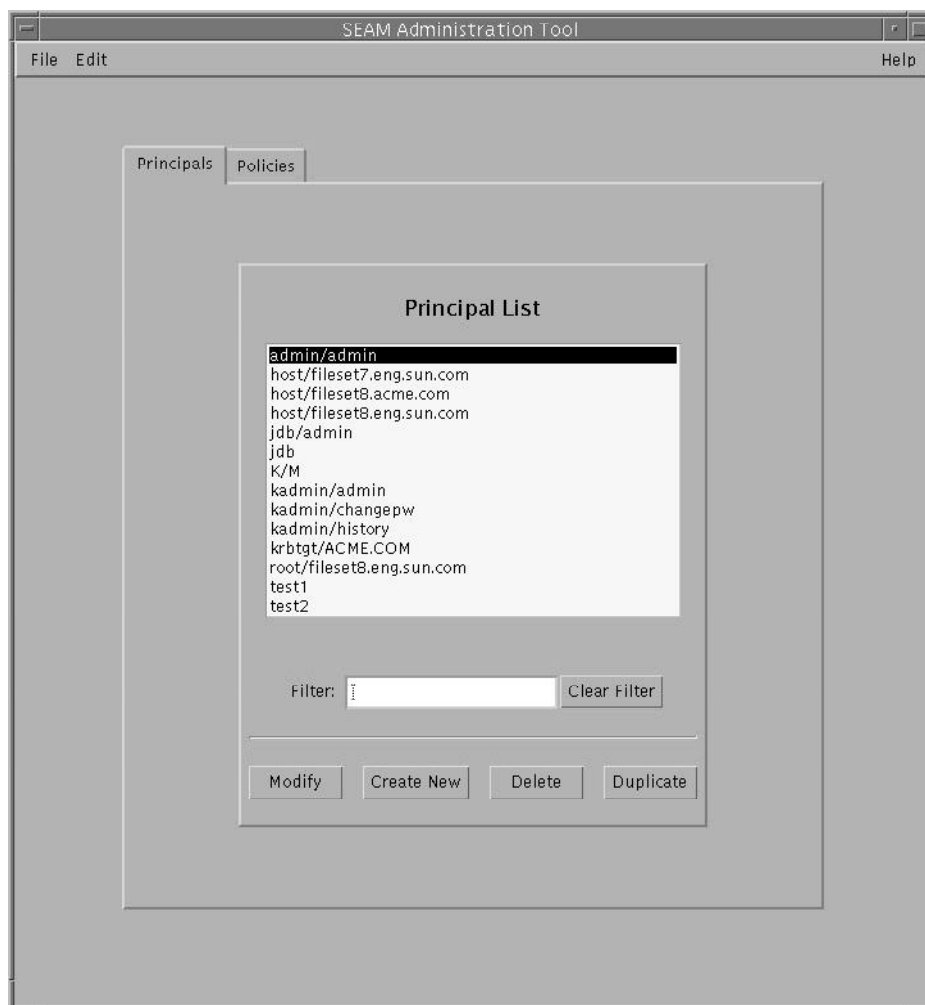 SEAM Administration Tool
File Edit Help
Principals Policies
Principal List
admin/admin
host/fileset7.eng.sun.com
host/fileset8.acme.com
host/fileset8.eng.sun.com
jdb/admin
jdb
K/M
kadmin/admin
kadmin/changepw
kadmin/history
krbtgt/ACME.COM
root/fileset8.eng.sun.com
test1
test2
Filter: Clear Filter
Modify Create New Delete Duplicate